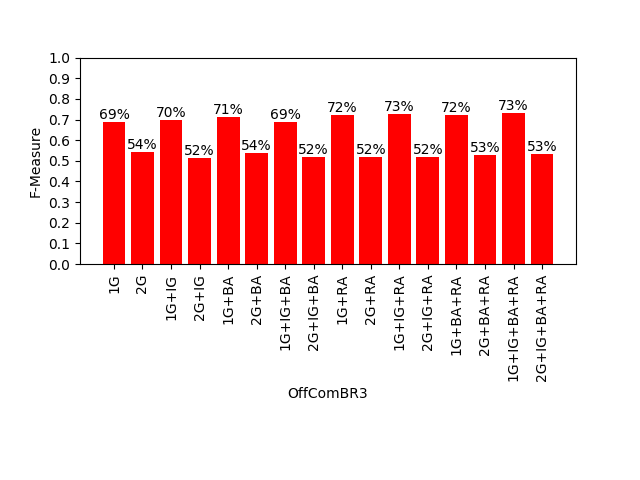 1.0
0.9
0.8
0.7
0.6
0.5
0.4
0.3
0.2
0.1
0.0
F-Measure
69%
54%
70%
52%
71%
54%
69%
52%
72%
52%
73%
52%
72%
53%
73%
53%
1G
2G
1G+IG
2G+IG
1G+BA
2G+BA
1G+IG+BA
2G+IG+BA
1G+RA
2G+RA
1G+IG+RA
2G+IG+RA
1G+BA+RA
2G+BA+RA
1G+IG+BA+RA
2G+IG+BA+RA
OffComBR3